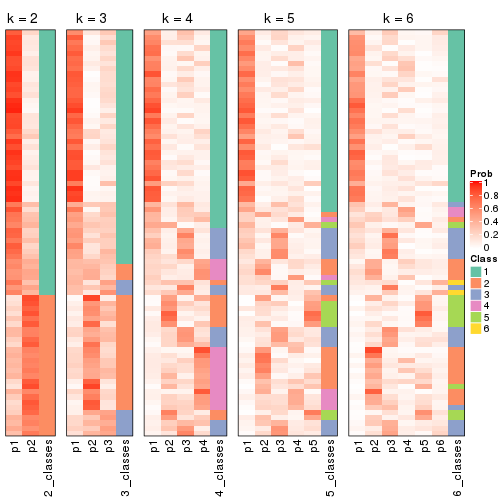 k = 2
k = 3
k = 4
k = 5
k = 6
p1
p2
2_classes
p1
p2
p3
3_classes
p1
p2
p3
p4
4_classes
p1
p2
p3
p4
p5
5_classes
p1
p2
p3
p4
p5
p6
6_classes
Prob
1
0.8
0.6
0.4
0.2
0
Class
1
2
3
4
5
6